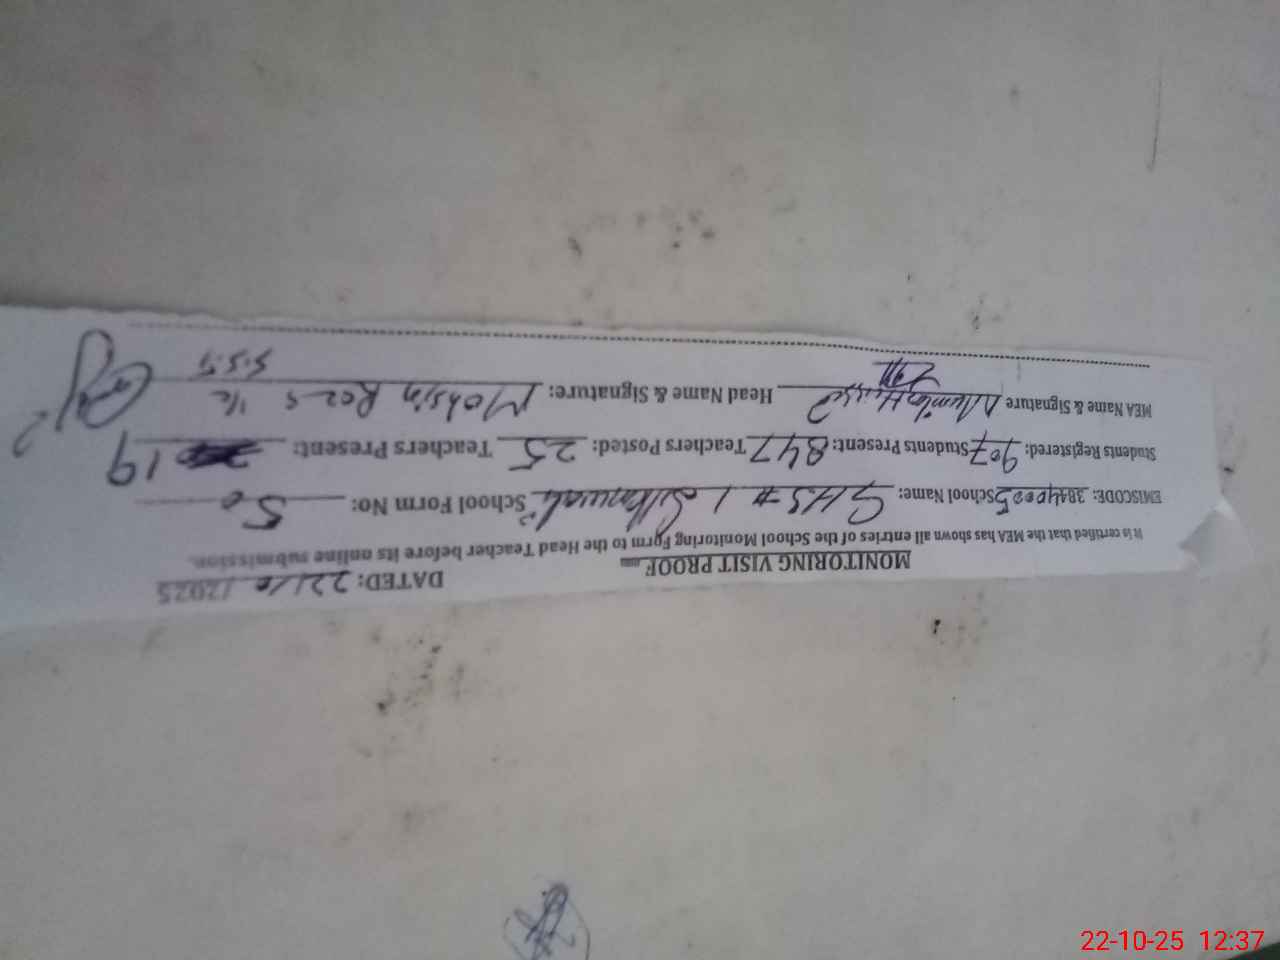 MONITORING VISIT PROOF DATED: 22/10/2025
It is certified that the MEA has shown all entries of the School Monitoring Form to the Head Teacher before its online submission.
EMISCODE: 38440005 School Name: GHS # 1 School Form No: 50
Students Registered: 907 Students Present: 847 Teachers Posted: 25 Teachers Present: 19
MEA Name & Signature Head Name & Signature: Mohsin Raza I/C
S.S.T
22-10-25 12:37